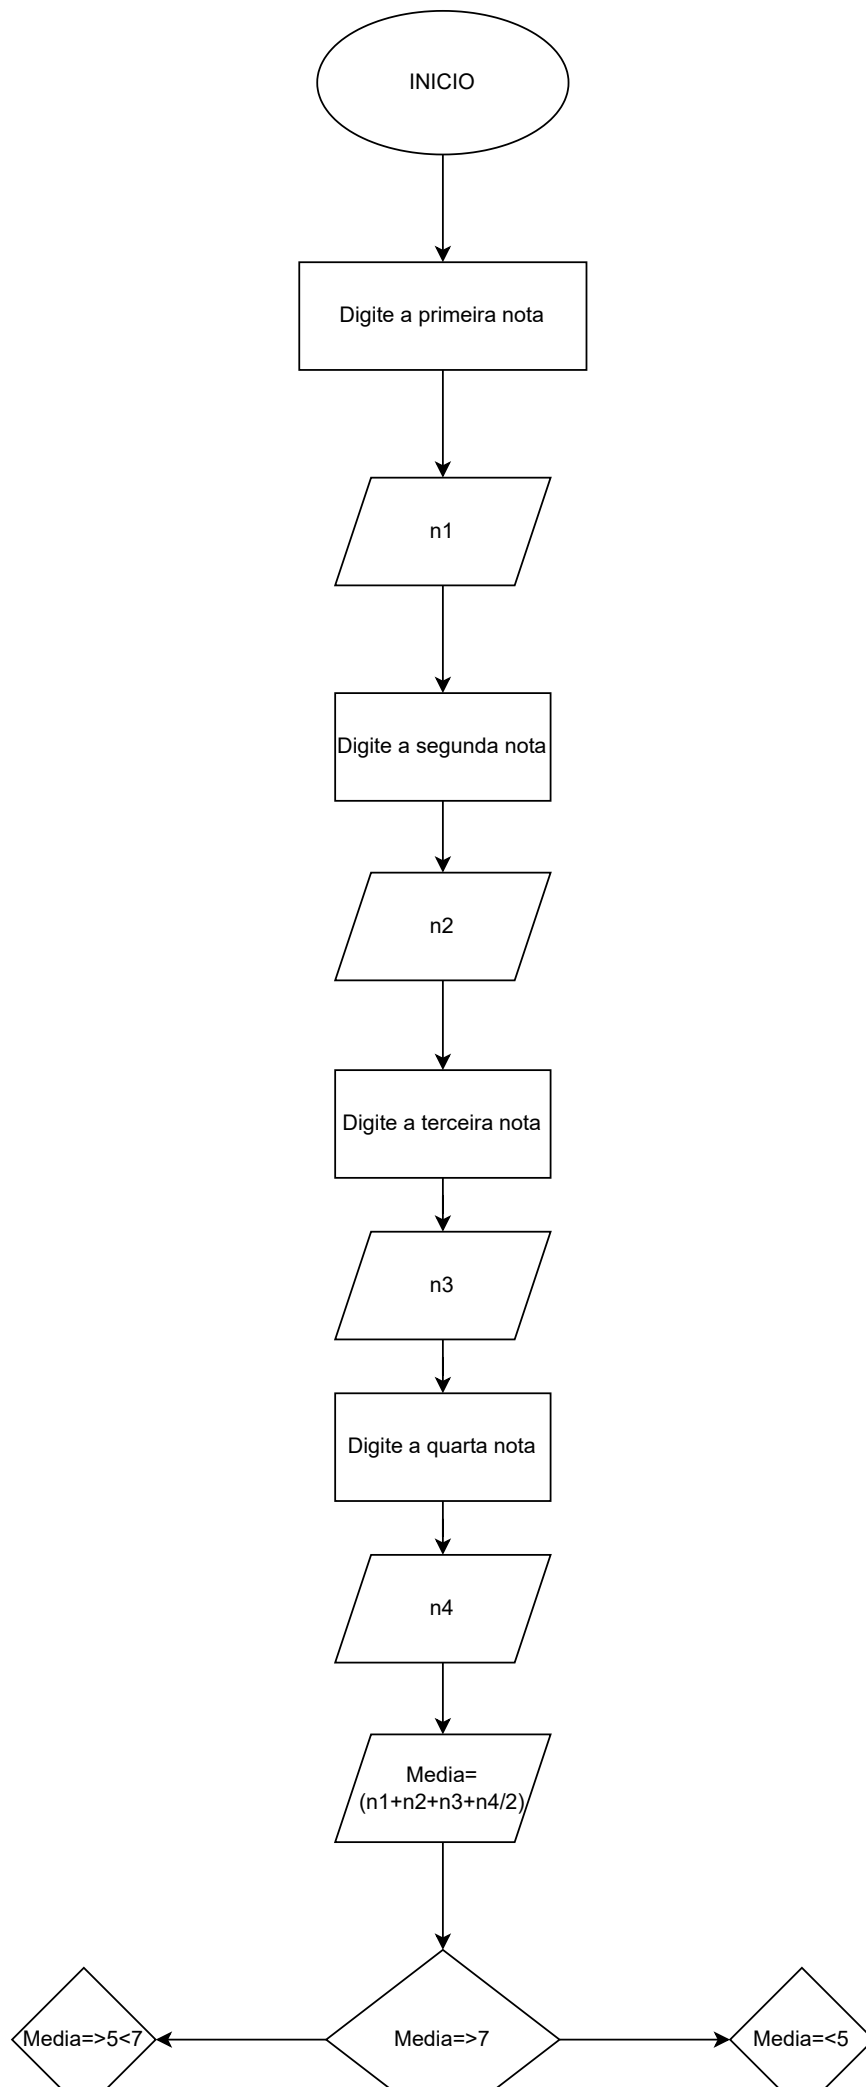 INICIO
Digite a primeira nota
n1
Digite a segunda nota
n2
Digite a terceira nota
n3
Digite a quarta nota
n4
Media=
(n1+n2+n3+n4/2)
Media=>5<7
Media=>7
Media=<5